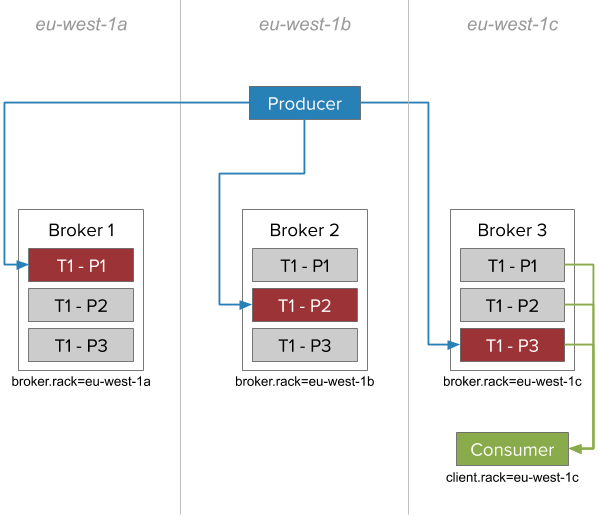 eu-west-1a
eu-west-1b
eu-west-1c
Producer
Broker 1
T1 - P1
T1 - P2
T1 - P3
broker.rack=eu-west-1a
Broker 2
T1 - P1
T1 - P2
T1 - P3
broker.rack=eu-west-1b
Broker 3
T1 - P1
T1 - P2
T1 - P3
broker.rack=eu-west-1c
Consumer
client.rack=eu-west-1c